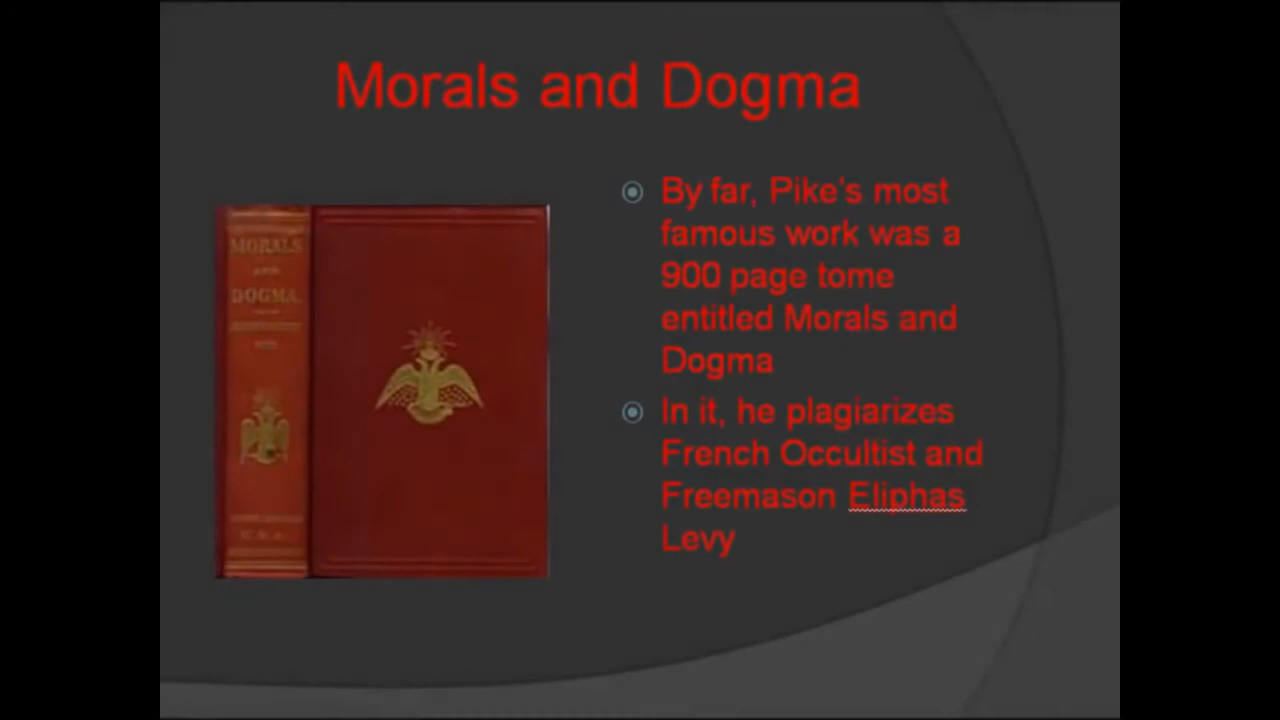 Morals and Dogma
MORALS
AND
DOGMA.
By far, Pike's most
famous work was a
900 page tome
entitled Morals and
Dogma
In it, he plagiarizes
French Occultist and
Freemason Eliphas
Levy